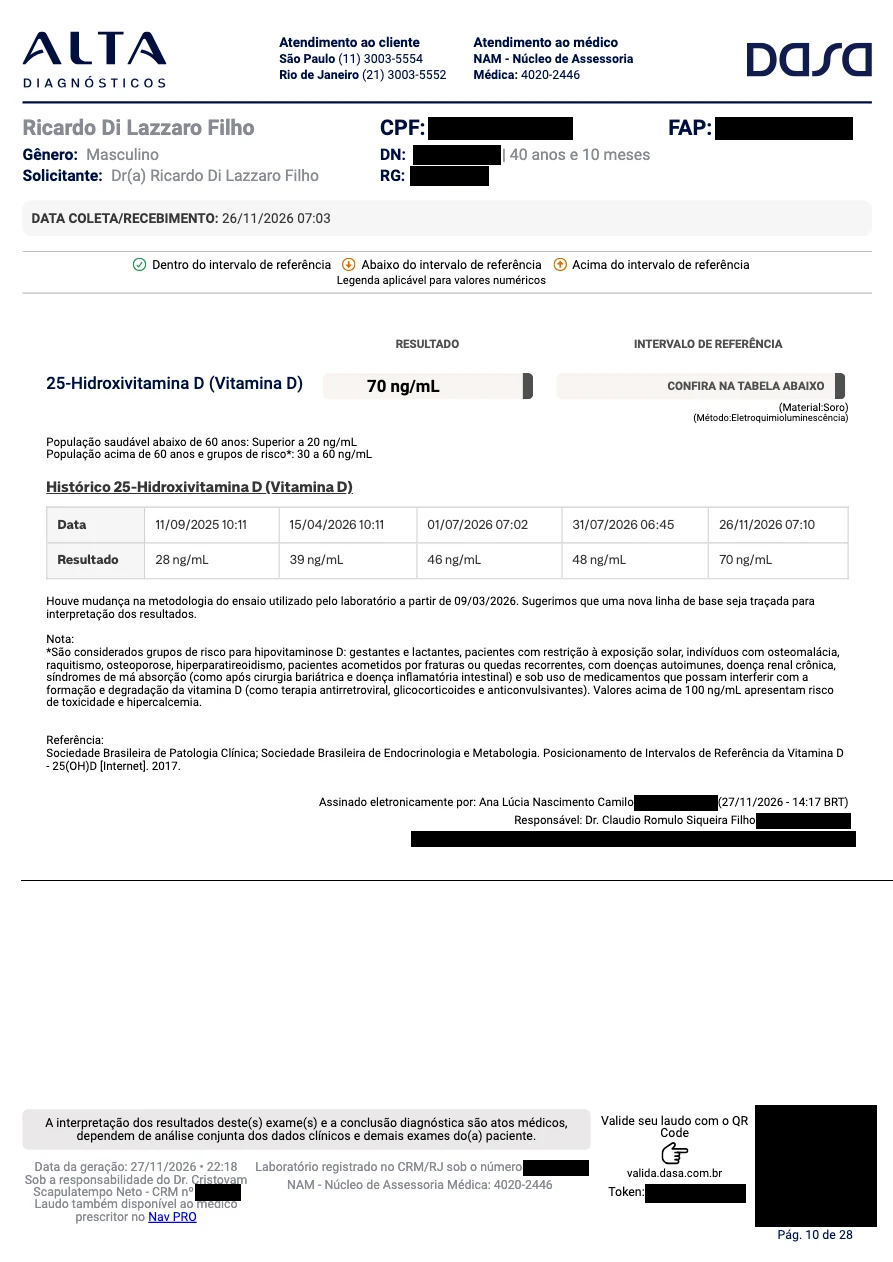 ALTA
DIAGNÓSTICOS
Atendimento ao cliente
São Paulo (11) 3003-5554
Rio de Janeiro (21) 3003-5552
Atendimento ao médico
NAM - Núcleo de Assessoria
Médica: 4020-2446
DASA
Ricardo Di Lazzaro Filho
CPF:
FAP:
Gênero: Masculino
DN: | 40 anos e 10 meses
Solicitante: Dr(a) Ricardo Di Lazzaro Filho
RG:
DATA COLETA/RECEBIMENTO: 26/11/2026 07:03
Dentro do intervalo de referência Abaixo do intervalo de referência Acima do intervalo de referência
Legenda aplicável para valores numéricos
RESULTADO INTERVALO DE REFERÊNCIA
25-Hidroxivitamina D (Vitamina D) 70 ng/mL CONFIRA NA TABELA ABAIXO
(Material:Soro)
(Método:Eletroquimioluminescência)
População saudável abaixo de 60 anos: Superior a 20 ng/mL
População acima de 60 anos e grupos de risco*: 30 a 60 ng/mL
Histórico 25-Hidroxivitamina D (Vitamina D)
Data 11/09/2025 10:11 15/04/2026 10:11 01/07/2026 07:02 31/07/2026 06:45 26/11/2026 07:10
Resultado 28 ng/mL 39 ng/mL 46 ng/mL 48 ng/mL 70 ng/mL
Houve mudança na metodologia do ensaio utilizado pelo laboratório a partir de 09/03/2026. Sugerimos que uma nova linha de base seja traçada para
interpretação dos resultados.
Nota:
*São considerados grupos de risco para hipovitaminose D: gestantes e lactantes, pacientes com restrição à exposição solar, indivíduos com osteomalácia,
raquitismo, osteoporose, hiperparatireoidismo, pacientes acometidos por fraturas ou quedas recorrentes, com doenças autoimunes, doença renal crônica,
síndromes de má absorção (como após cirurgia bariátrica e doença inflamatória intestinal) e sob uso de medicamentos que possam interferir com a
formação e degradação da vitamina D (como terapia antirretroviral, glicocorticoides e anticonvulsivantes). Valores acima de 100 ng/mL apresentam risco
de toxicidade e hipercalcemia.
Referência:
Sociedade Brasileira de Patologia Clínica; Sociedade Brasileira de Endocrinologia e Metabologia. Posicionamento de Intervalos de Referência da Vitamina D
- 25(OH)D [Internet]. 2017.
Assinado eletronicamente por: Ana Lúcia Nascimento Camilo (27/11/2026 - 14:17 BRT)
Responsável: Dr. Claudio Romulo Siqueira Filho
A interpretação dos resultados deste(s) exame(s) e a conclusão diagnóstica são atos médicos,
dependem de análise conjunta dos dados clínicos e demais exames do(a) paciente.
Data da geração: 27/11/2026 • 22:18
Sob a responsabilidade do Dr. Cristovam
Scapulatempo Neto - CRM nº
Laudo também disponível ao médico
prescritor no Nav PRO
Laboratório registrado no CRM/RJ sob o número
NAM - Núcleo de Assessoria Médica: 4020-2446
Valide seu laudo com o QR
Code
valida.dasa.com.br
Token:
Pág. 10 de 28